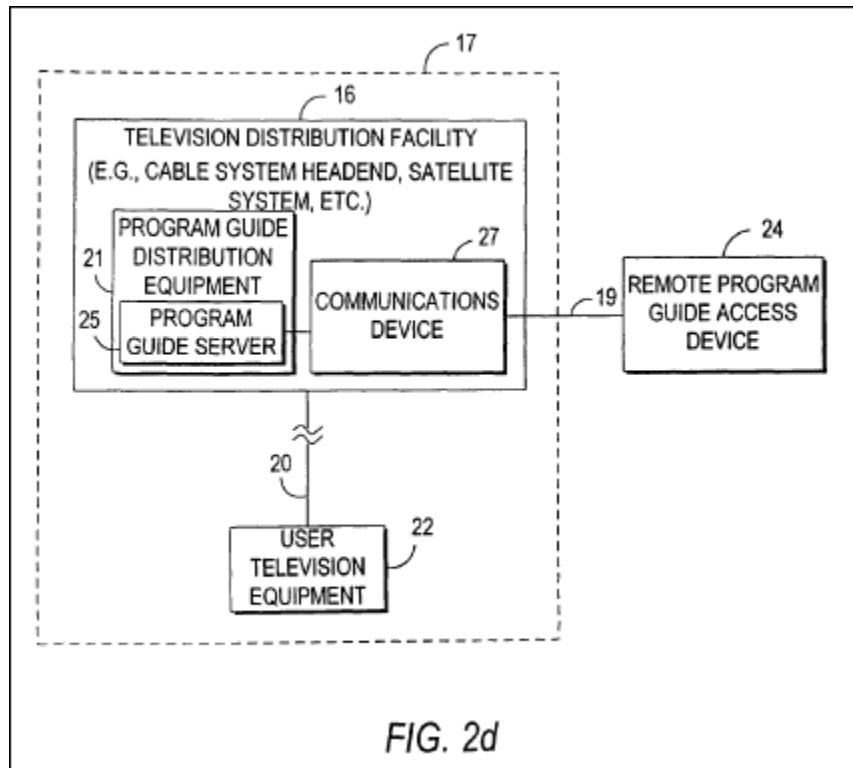 17
16
TELEVISION DISTRIBUTION FACILITY
(E.G., CABLE SYSTEM HEADEND, SATELLITE
SYSTEM, ETC.)
PROGRAM GUIDE
DISTRIBUTION
EQUIPMENT
21
25
PROGRAM
GUIDE SERVER
27
COMMUNICATIONS
DEVICE
19
24
REMOTE PROGRAM
GUIDE ACCESS
DEVICE
20
22
USER
TELEVISION
EQUIPMENT
FIG. 2d